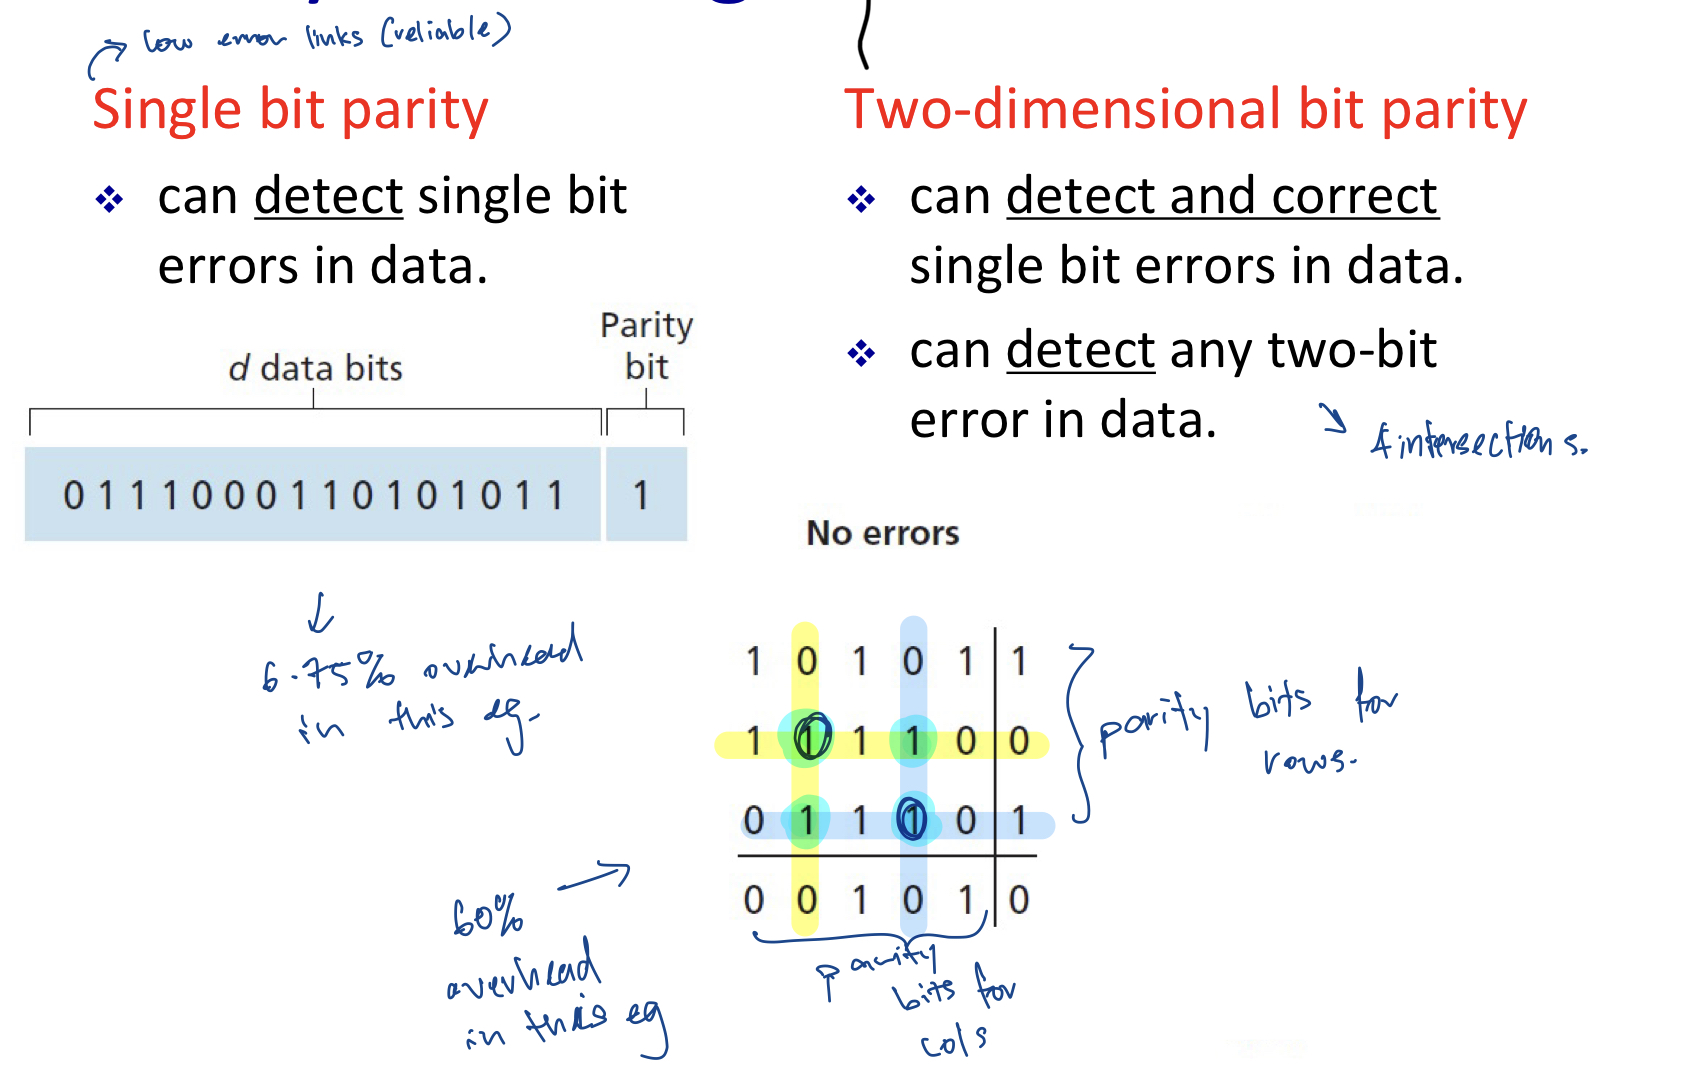 low error links (reliable)
Single bit parity
can detect single bit
errors in data.
d data bits
Parity
bit
0 1 1 1 0 0 0 1 1 0 1 0 1 0 1 1 1
6.75% overhead
in this eg.
Two-dimensional bit parity
can detect and correct
single bit errors in data.
can detect any two-bit
error in data.
4 intersections.
No errors
1 0 1 0 1 1
1 1 1 1 0 0
0 1 1 1 0 1
0 0 1 0 1 0
parity bits for
rows.
60%
overhead
in this eg
parity
bits for
cols